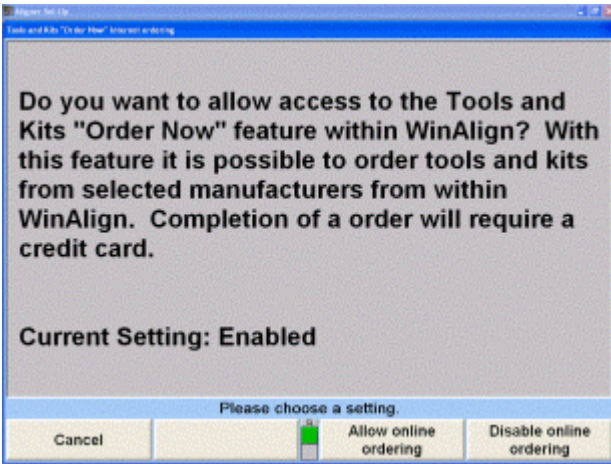 Aligner Set-Up
Tools and Kits "Order Now" Internet ordering
Do you want to allow access to the Tools and
Kits "Order Now" feature within WinAlign? With
this feature it is possible to order tools and kits
from selected manufacturers from within
WinAlign. Completion of a order will require a
credit card.
Current Setting: Enabled
Please choose a setting.
Cancel
Allow online
ordering
Disable online
ordering